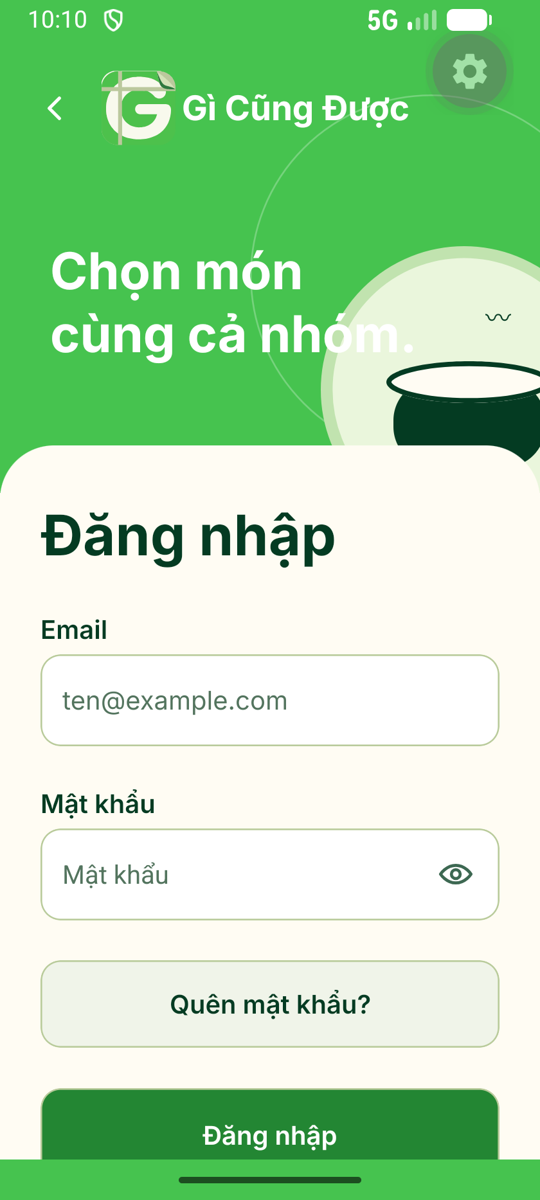 10:10
5G
Gì Cũng Được
Chọn món
cùng cả nhóm.
Đăng nhập
Email
ten@example.com
Mật khẩu
Mật khẩu
Quên mật khẩu?
Đăng nhập